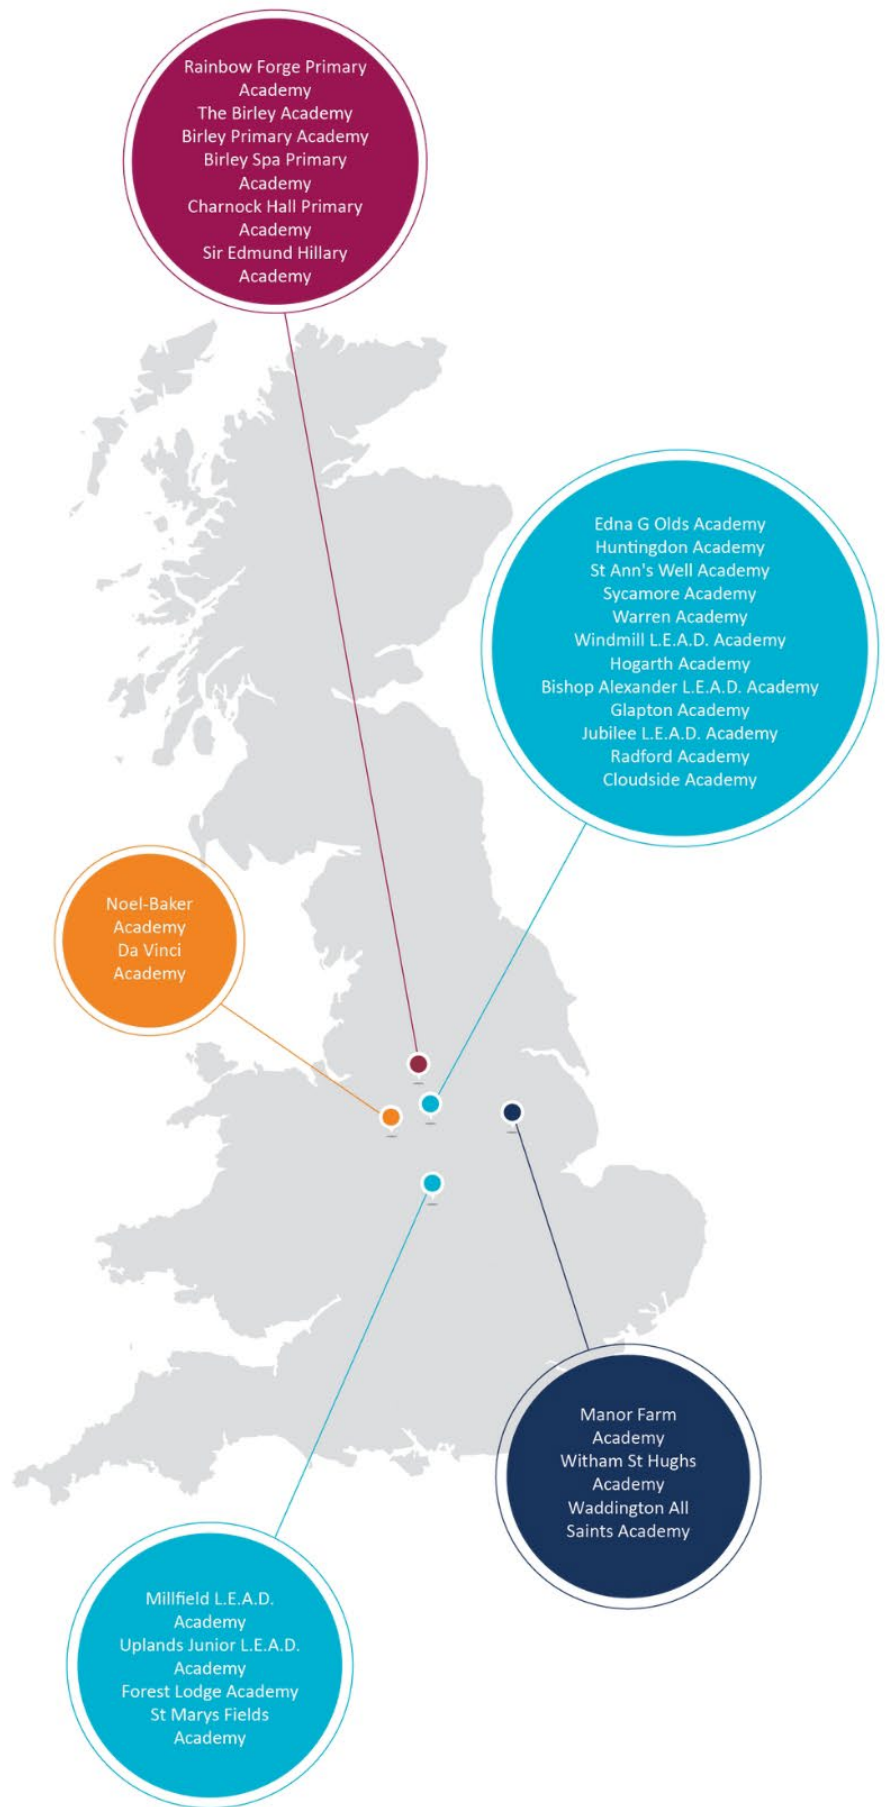 Rainbow Forge Primary
Academy
The Birley Academy
Birley Primary Academy
Birley Spa Primary
Academy
Charnock Hall Primary
Academy
Sir Edmund Hillary
Academy
Edna G Olds Academy
Huntingdon Academy
St Ann's Well Academy
Sycamore Academy
Warren Academy
Windmill L.E.A.D. Academy
Hogarth Academy
Bishop Alexander L.E.A.D. Academy
Glapton Academy
Jubilee L.E.A.D. Academy
Radford Academy
Cloudside Academy
Noel-Baker
Academy
Da Vinci
Academy
Manor Farm
Academy
Witham St Hughs
Academy
Waddington All
Saints Academy
Millfield L.E.A.D.
Academy
Uplands Junior L.E.A.D.
Academy
Forest Lodge Academy
St Marys Fields
Academy